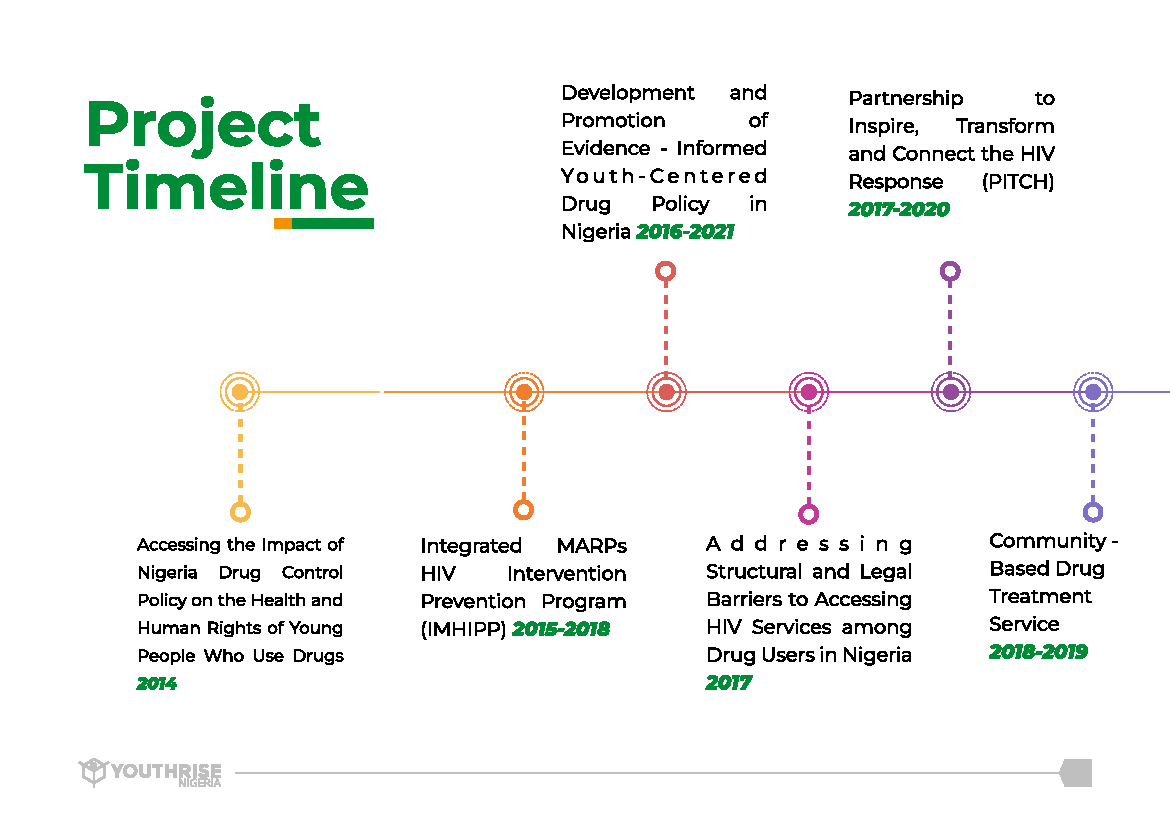 Project
Timeline
Development and
Promotion of
Evidence - Informed
Youth-Centered
Drug Policy in
Nigeria 2016-2021
Partnership to
Inspire, Transform
and Connect the HIV
Response (PITCH)
2017-2020
Accessing the Impact of
Nigeria Drug Control
Policy on the Health and
Human Rights of Young
People Who Use Drugs
2014
Integrated MARPs
HIV Intervention
Prevention Program
(IMHIPP) 2015-2018
Addressing
Structural and Legal
Barriers to Accessing
HIV Services among
Drug Users in Nigeria
2017
Community -
Based Drug
Treatment
Service
2018-2019
YOUTHRISE
NIGERIA